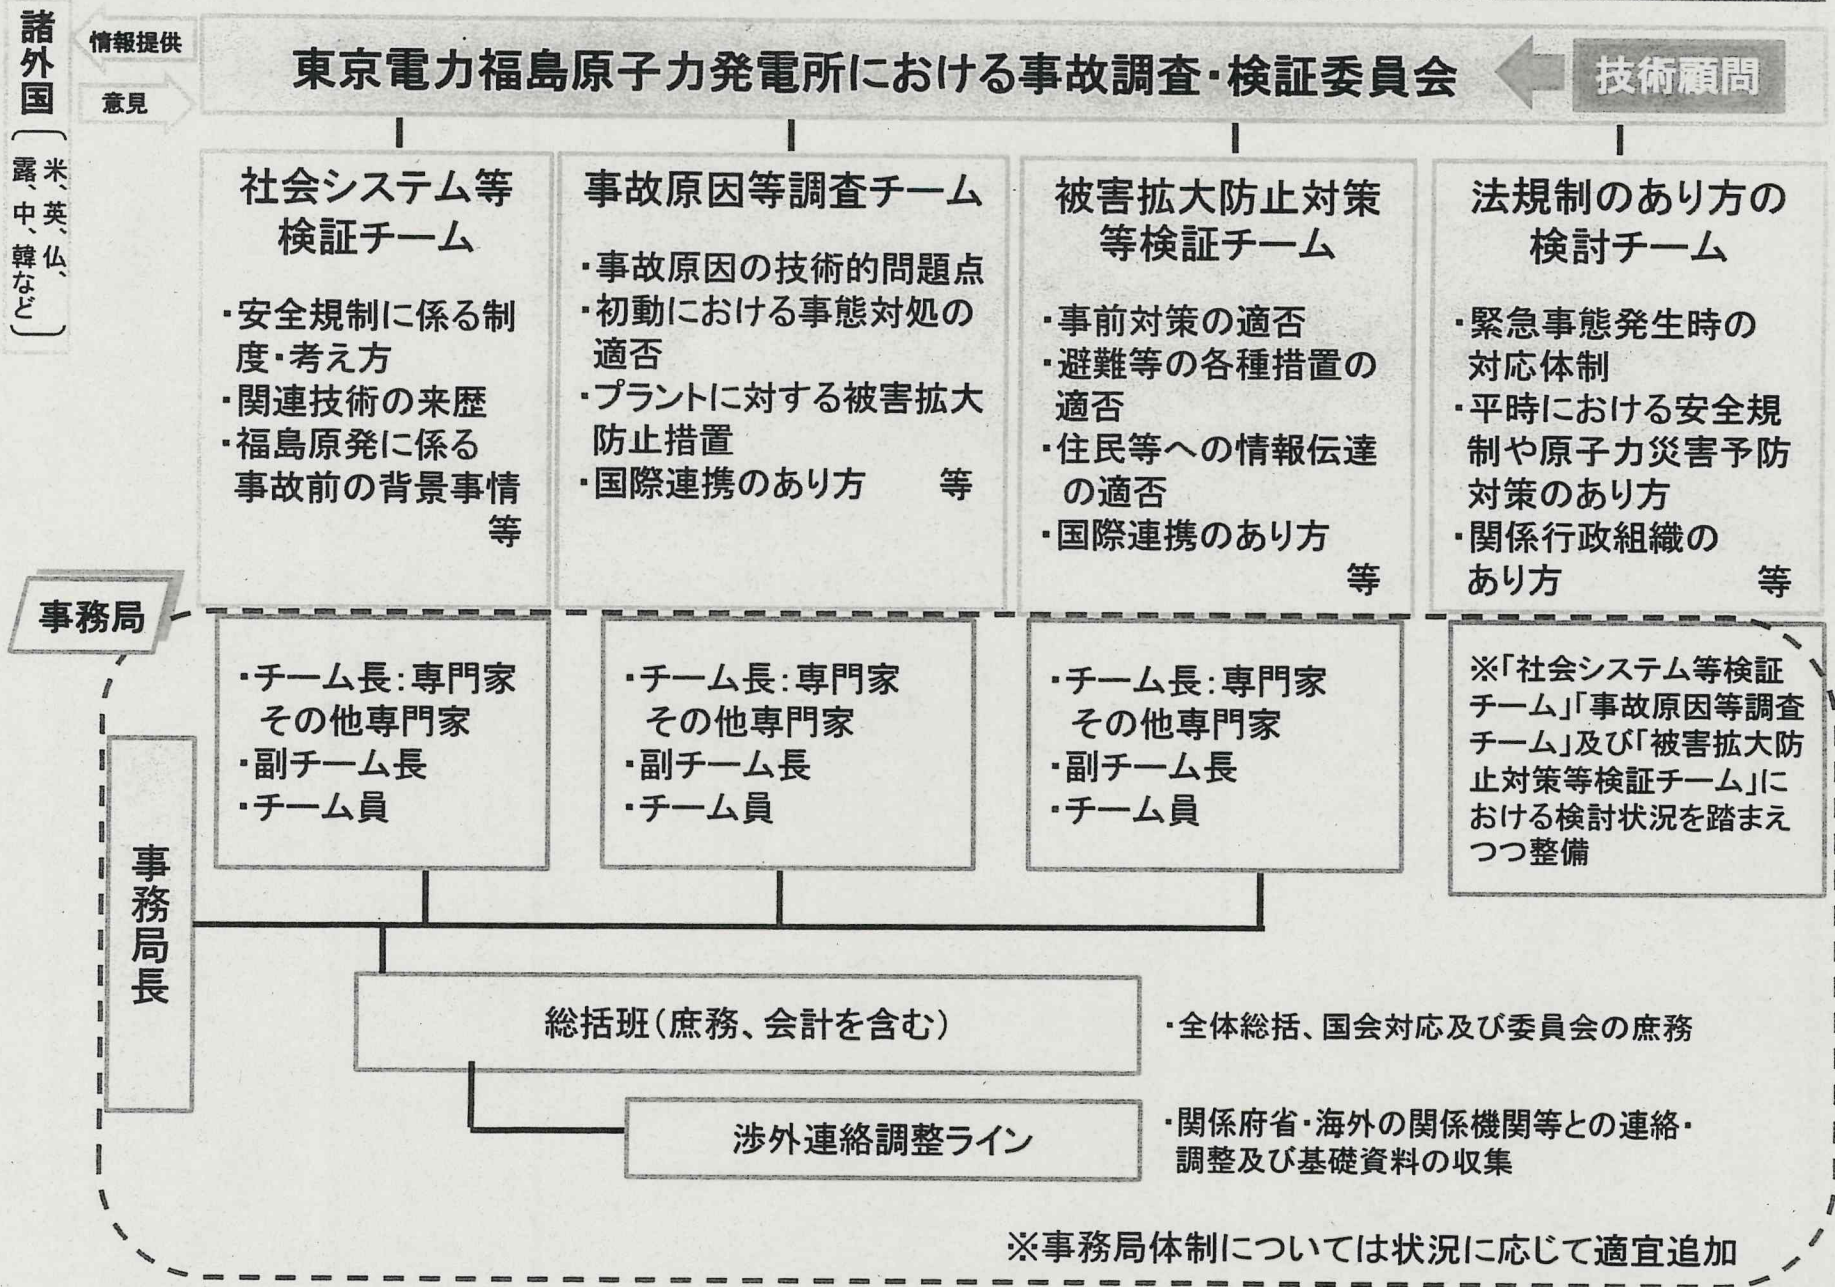 諸外国
〔米、英、仏、
露、中、韓など〕
情報提供
意見
東京電力福島原子力発電所における事故調査・検証委員会
技術顧問
社会システム等
検証チーム
・安全規制に係る制
度・考え方
・関連技術の来歴
・福島原発に係る
事故前の背景事情
等
事故原因等調査チーム
・事故原因の技術的問題点
・初動における事態対処の
適否
・プラントに対する被害拡大
防止措置
・国際連携のあり方 等
被害拡大防止対策
等検証チーム
・事前対策の適否
・避難等の各種措置の
適否
・住民等への情報伝達
の適否
・国際連携のあり方
等
法規制のあり方の
検討チーム
・緊急事態発生時の
対応体制
・平時における安全規
制や原子力災害予防
対策のあり方
・関係行政組織の
あり方 等
事務局
・チーム長:専門家
その他専門家
・副チーム長
・チーム員
・チーム長:専門家
その他専門家
・副チーム長
・チーム員
・チーム長:専門家
その他専門家
・副チーム長
・チーム員
※「社会システム等検証
チーム」「事故原因等調査
チーム」及び「被害拡大防
止対策等検証チーム」に
おける検討状況を踏まえ
つつ整備
事務局長
総括班(庶務、会計を含む)
・全体総括、国会対応及び委員会の庶務
渉外連絡調整ライン
・関係府省・海外の関係機関等との連絡・
調整及び基礎資料の収集
※事務局体制については状況に応じて適宜追加